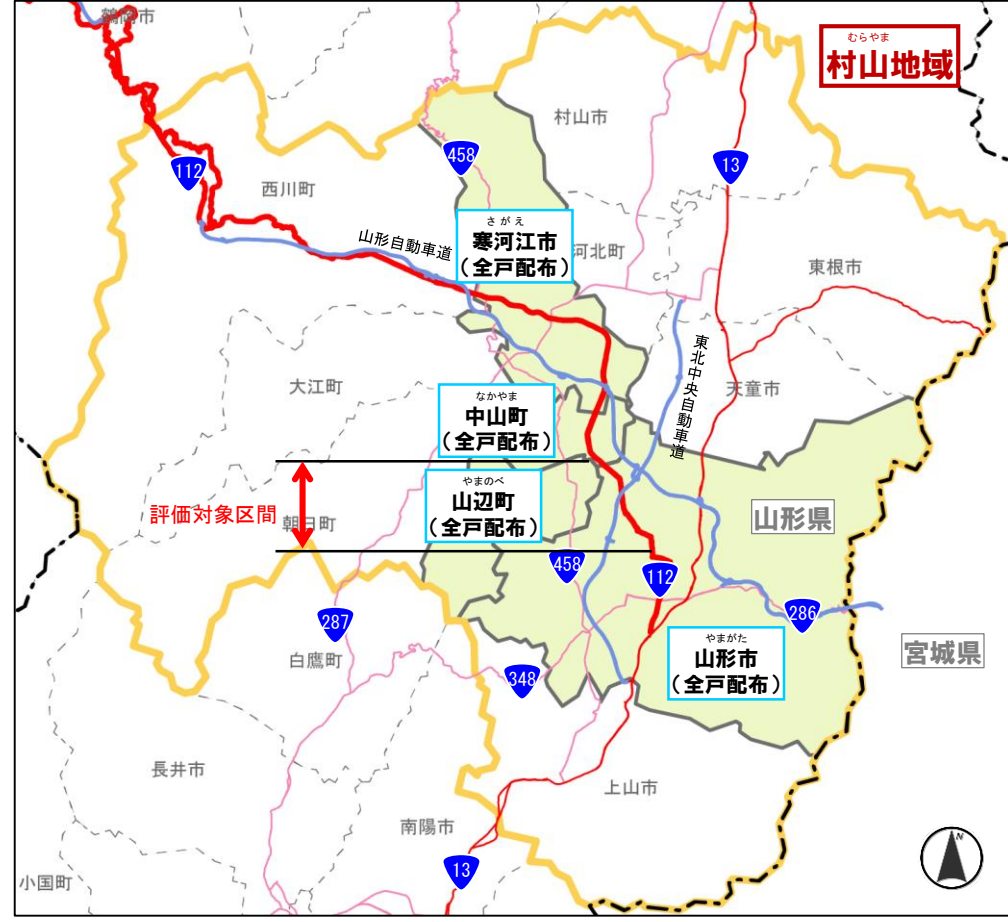 鶴岡市
むらやま
村山地域
村山市
458
13
112
西川町
さがえ
寒河江市
(全戸配布)
山形自動車道
河北町
東根市
東北中央自動車道
大江町
天童市
なかやま
中山町
(全戸配布)
やまのべ
山辺町
(全戸配布)
評価対象区間
朝日町
山形県
458
112
286
287
やまがた
山形市
(全戸配布)
宮城県
白鷹町
348
長井市
上山市
南陽市
13
小国町
N